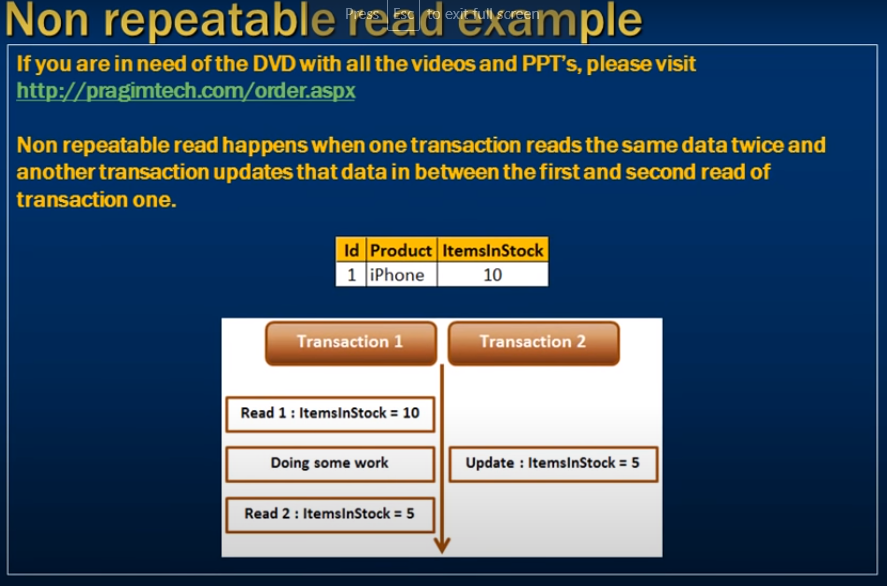 Non repeatable read example
Press Esc to exit full screen
If you are in need of the DVD with all the videos and PPT's, please visit
http://pragimtech.com/order.aspx
Non repeatable read happens when one transaction reads the same data twice and
another transaction updates that data in between the first and second read of
transaction one.
Id Product ItemsInStock
1 iPhone 10
Transaction 1 Transaction 2
Read 1 : ItemsInStock = 10
Doing some work Update : ItemsInStock = 5
Read 2 : ItemsInStock = 5